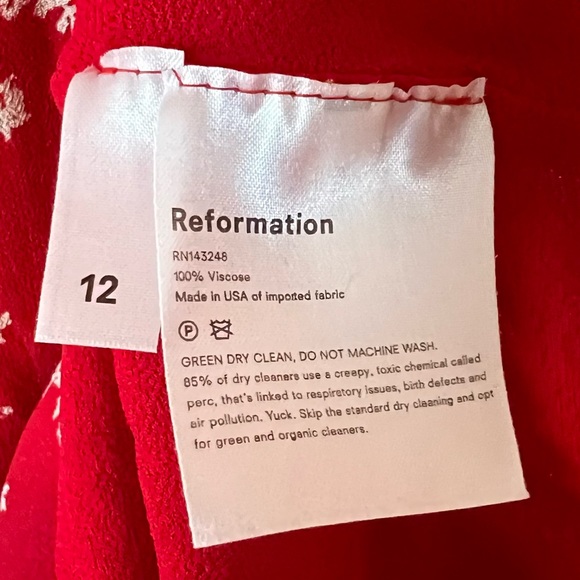 12
Reformation
RN143248
100% Viscose
Made in USA of imported fabric
P
GREEN DRY CLEAN, DO NOT MACHINE WASH.
85% of dry cleaners use a creepy, toxic chemical called
perc, that's linked to respiratory issues, birth defects and
air pollution. Yuck. Skip the standard dry cleaning and opt
for green and organic cleaners.